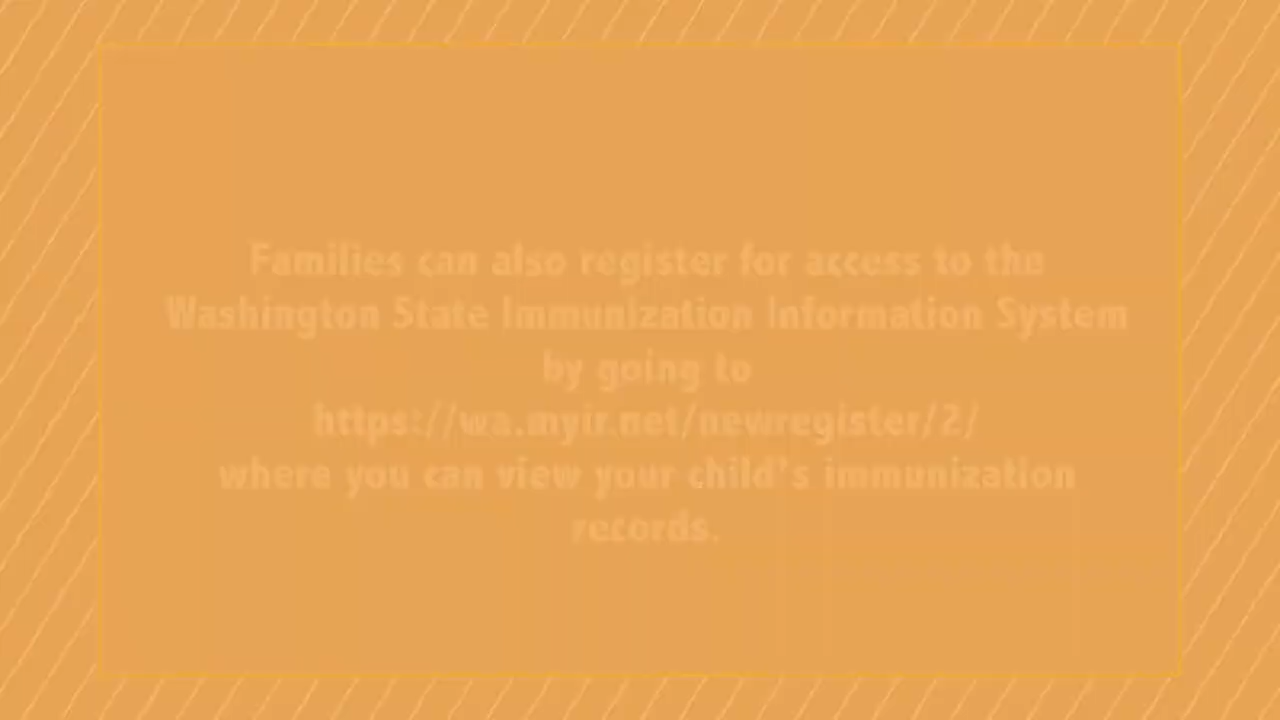 Families can also register for access to the
Washington State Immunization Information System
by going to
https://wa.myir.net/newregister/2/
where you can view your child's immunization
records.